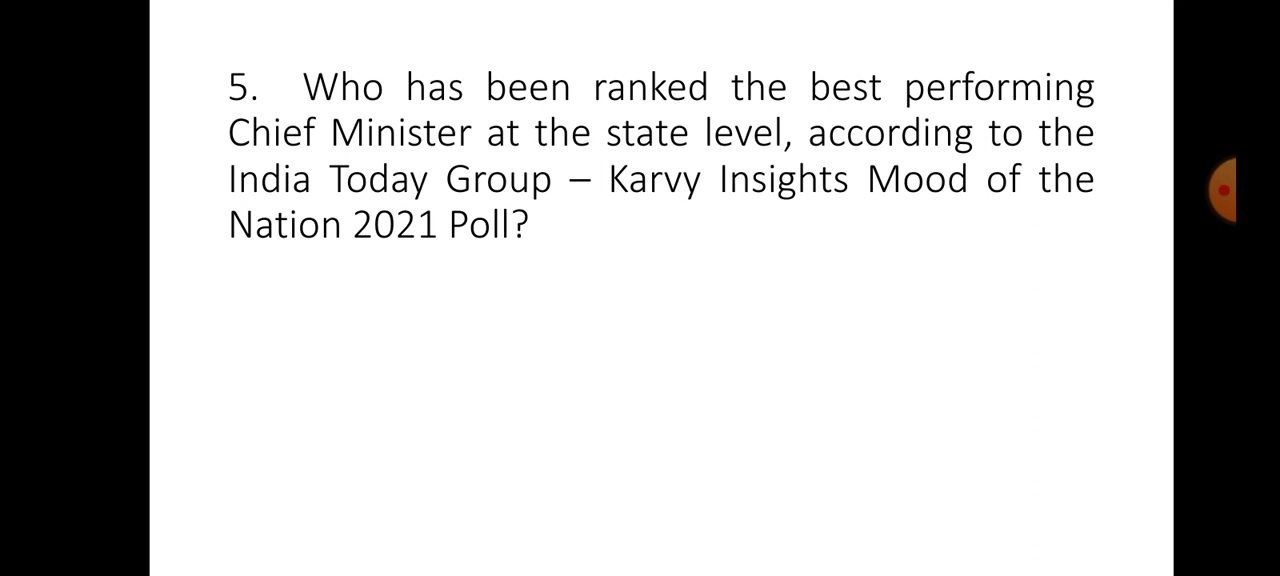 5. Who has been ranked the best performing
Chief Minister at the state level, according to the
India Today Group – Karvy Insights Mood of the
Nation 2021 Poll?